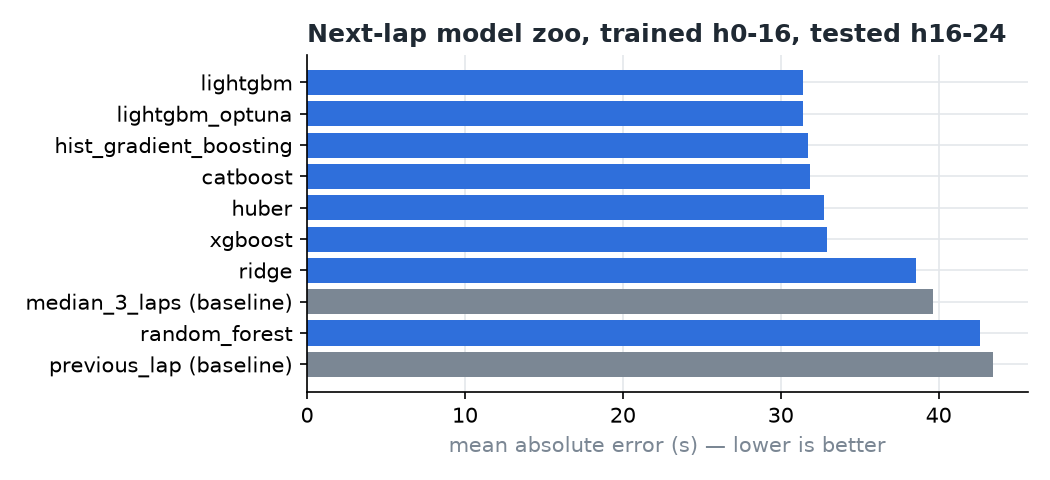 Next-lap model zoo, trained h0-16, tested h16-24
lightgbm
lightgbm_optuna
hist_gradient_boosting
catboost
huber
xgboost
ridge
median_3_laps (baseline)
random_forest
previous_lap (baseline)
0 10 20 30 40
mean absolute error (s) — lower is better